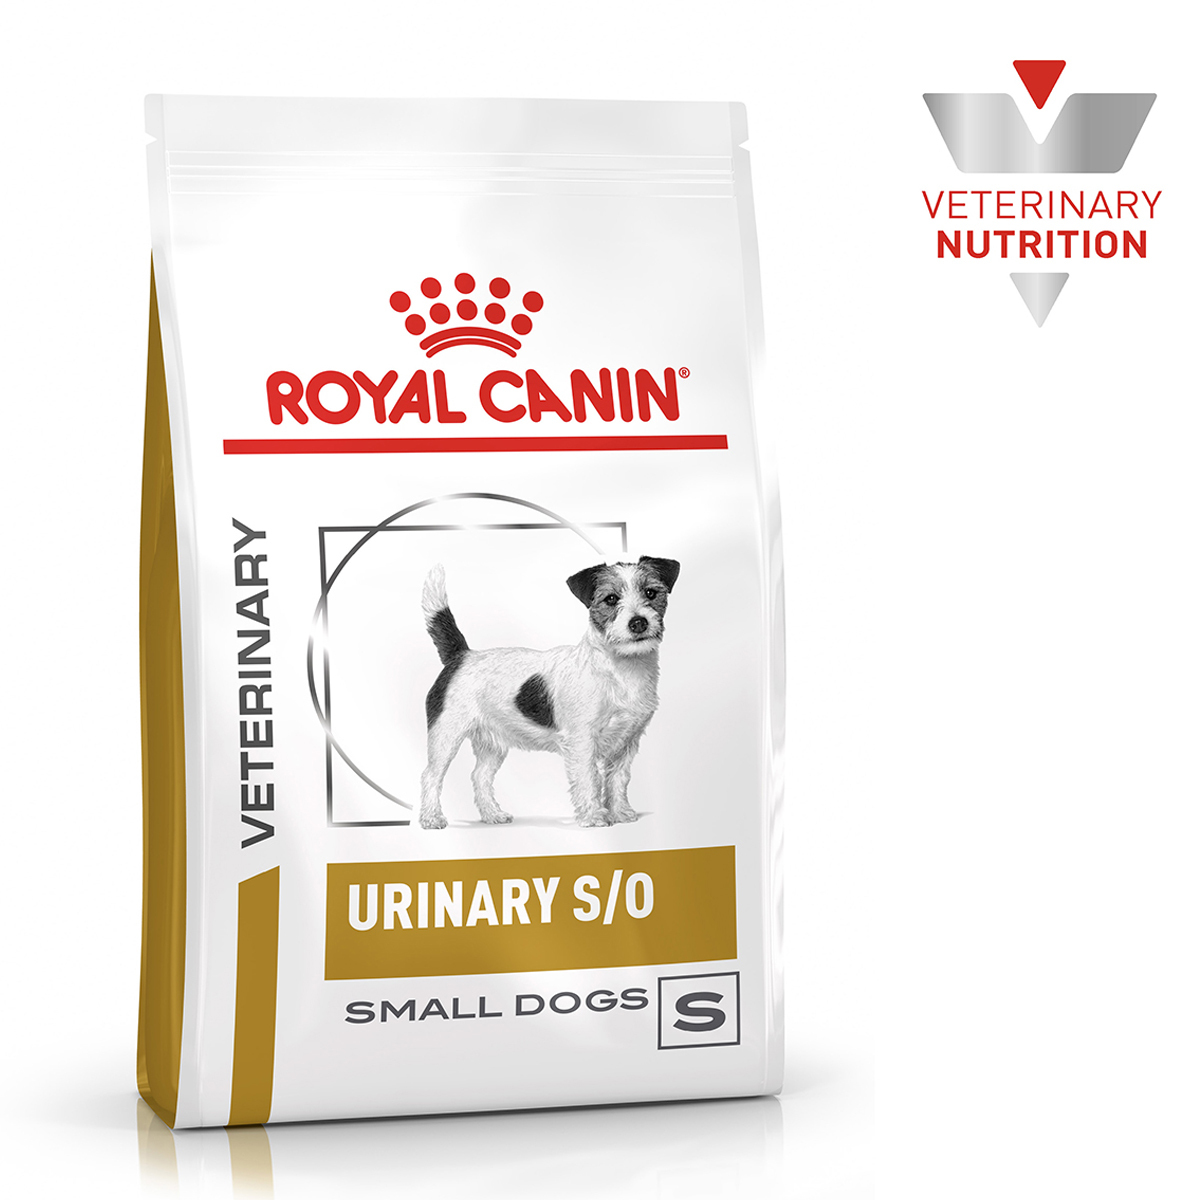 VETERINARY
NUTRITION
ROYAL CANIN®
VETERINARY
URINARY S/O
SMALL DOGS
S